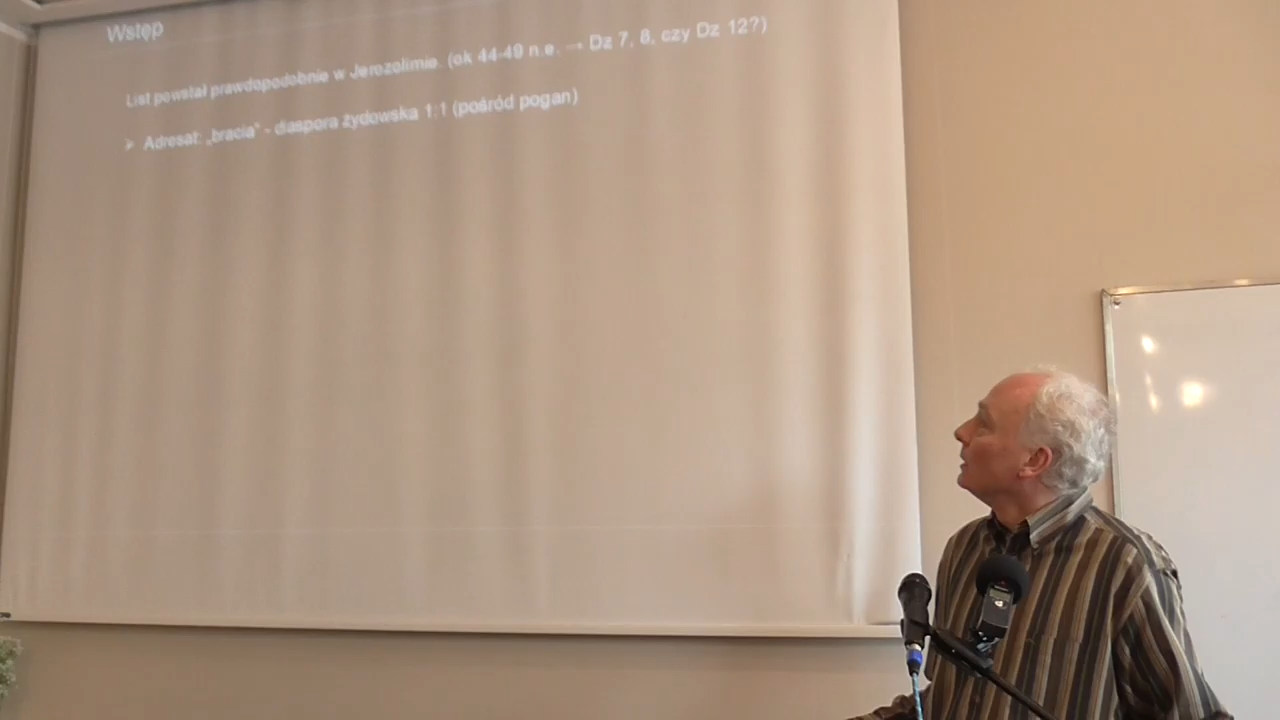 Wstęp
List powstał prawdopodobnie w Jerozolimie. (ok 44-49 n.e. → Dz 7, 8, czy Dz 12?)
➢ Adresat: „bracia” - diaspora żydowska 1:1 (pośród pogan)